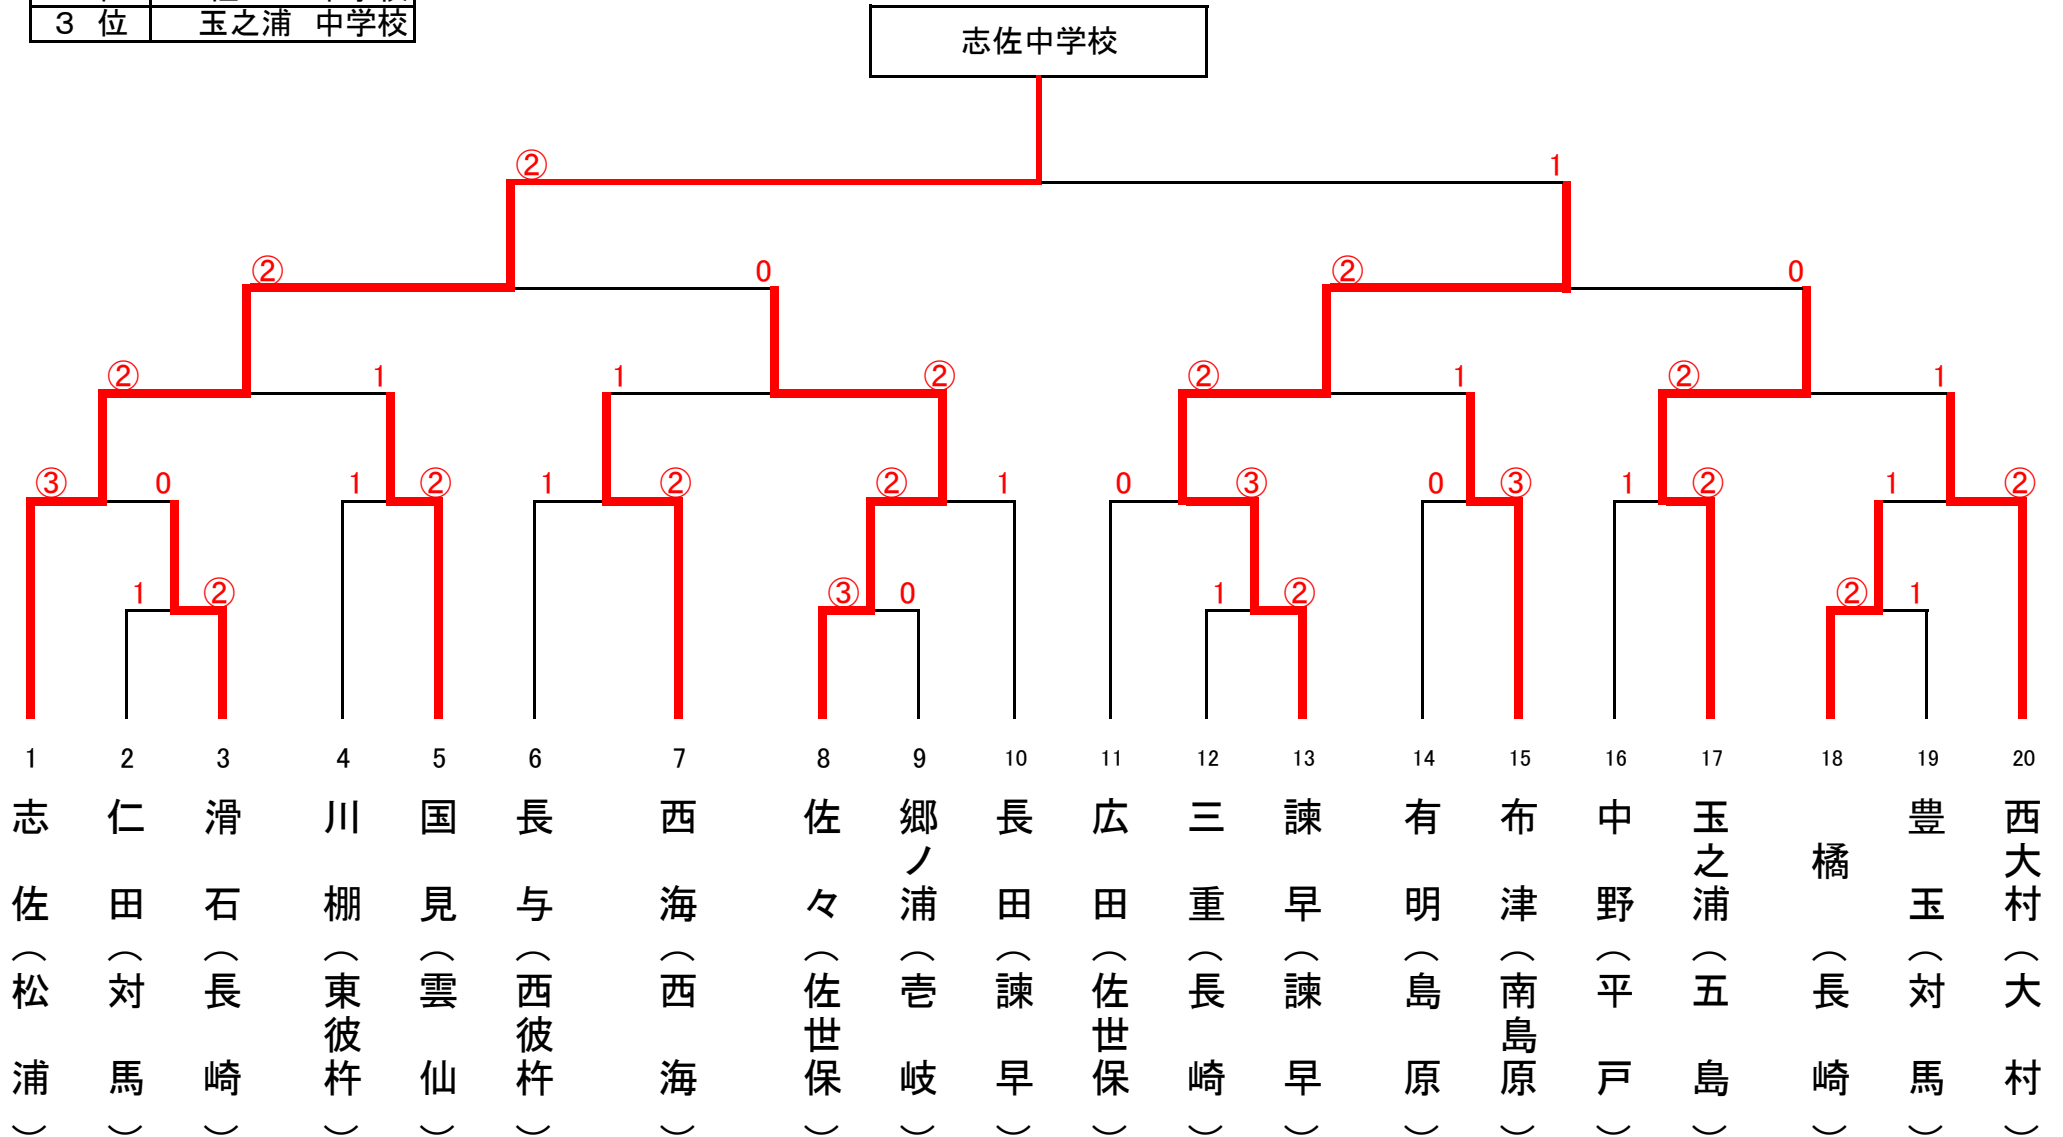 3 位 玉之浦 中学校
志佐中学校
② 1
② 0 ② 0
② 1 1 ② ② 1 ② 1
③ 0 1 ② 1 ② ② 1 0 ③ 0 ③ 1 ② 1 ②
1 ② ③ 0 1 ② ② 1
1 2 3 4 5 6 7 8 9 10 11 12 13 14 15 16 17 18 19 20
志佐(松浦)
仁田(対馬)
滑石(長崎)
川棚(東彼杵)
国見(雲仙)
長与(西彼杵)
西海(西海)
佐々(佐世保)
郷ノ浦(壱岐)
長田(諫早)
広田(佐世保)
三重(長崎)
諫早(諫早)
有明(島原)
布津(南島原)
中野(平戸)
玉之浦(五島)
橘(長崎)
豊玉(対馬)
西大村(大村)